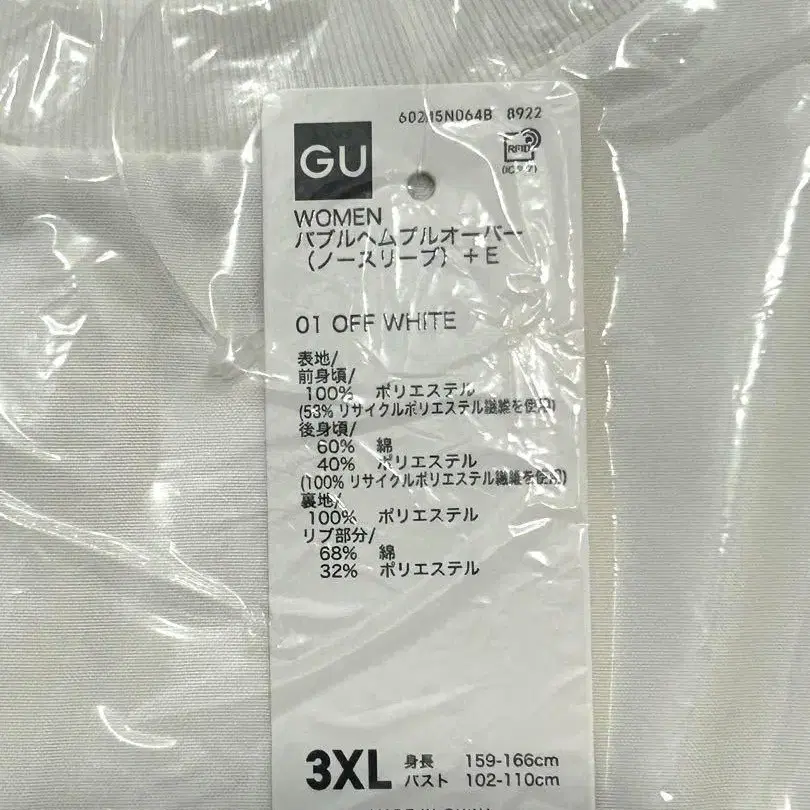 8922
GU
RFID
WOMEN
バブルヘムプルオーバー
(ノースリーブ) +E
01 OFF WHITE
表地/
前身頃/
100% ポリエステル
(53% リサイクルポリエステル繊維を使用)
後身頃/
60% 綿
40% ポリエステル
(100% リサイクルポリエステル繊維を使用)
裏地/
100% ポリエステル
リブ部分/
68% 綿
32% ポリエステル
3XL 身長 159-166cm
バスト 102-110cm